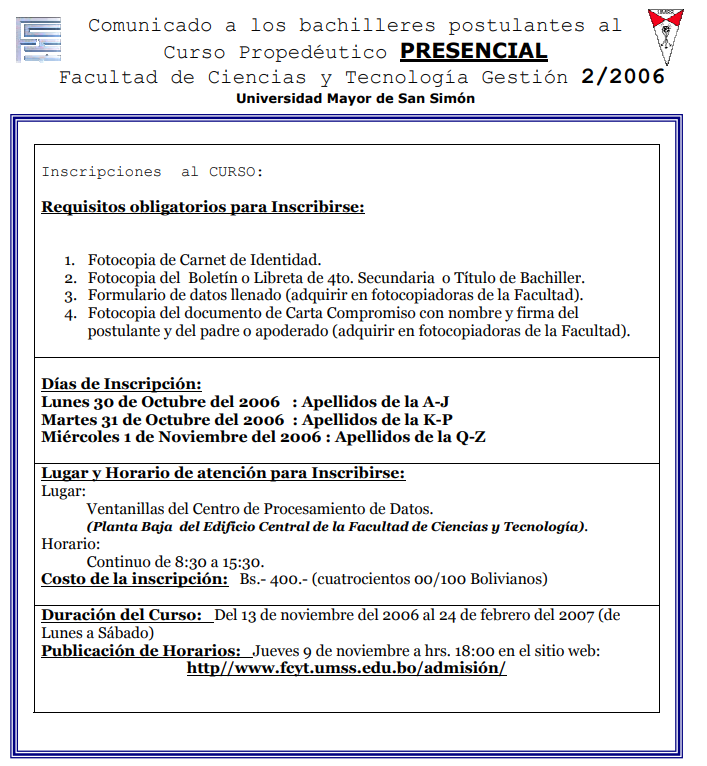 Comunicado a los bachilleres postulantes al
Curso Propedéutico PRESENCIAL
Facultad de Ciencias y Tecnología Gestión 2/2006
Universidad Mayor de San Simón
Inscripciones al CURSO:
Requisitos obligatorios para Inscribirse:
1. Fotocopia de Carnet de Identidad.
2. Fotocopia del Boletín o Libreta de 4to. Secundaria o Título de Bachiller.
3. Formulario de datos llenado (adquirir en fotocopiadoras de la Facultad).
4. Fotocopia del documento de Carta Compromiso con nombre y firma del
postulante y del padre o apoderado (adquirir en fotocopiadoras de la Facultad).
Días de Inscripción:
Lunes 30 de Octubre del 2006 : Apellidos de la A-J
Martes 31 de Octubre del 2006 : Apellidos de la K-P
Miércoles 1 de Noviembre del 2006 : Apellidos de la Q-Z
Lugar y Horario de atención para Inscribirse:
Lugar:
Ventanillas del Centro de Procesamiento de Datos.
(Planta Baja del Edificio Central de la Facultad de Ciencias y Tecnología).
Horario:
Continuo de 8:30 a 15:30.
Costo de la inscripción: Bs.- 400.- (cuatrocientos 00/100 Bolivianos)
Duración del Curso: Del 13 de noviembre del 2006 al 24 de febrero del 2007 (de
Lunes a Sábado)
Publicación de Horarios: Jueves 9 de noviembre a hrs. 18:00 en el sitio web:
http//www.fcyt.umss.edu.bo/admisión/